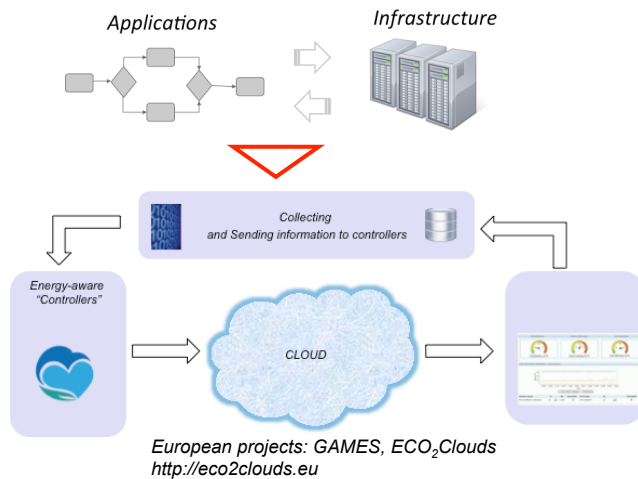 Applications
Infrastructure
Collecting
and Sending information to controllers
Energy-aware
“Controllers”
CLOUD
European projects: GAMES, ECO₂Clouds
http://eco2clouds.eu